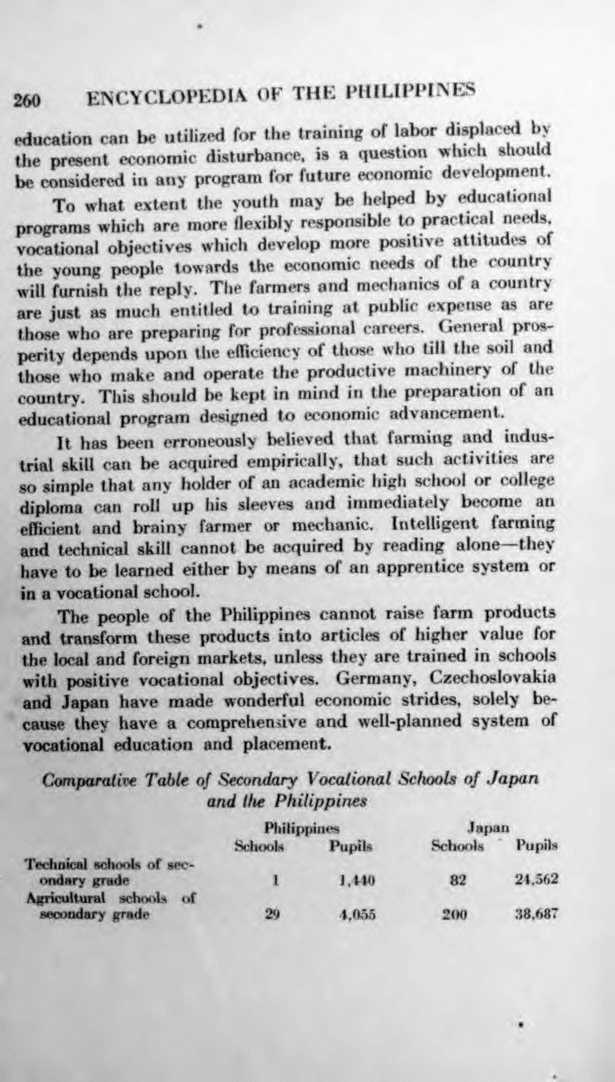 260 ENCYCLOPEDIA OF THE PHILIPPINES
education can be utilized for the training of labor displaced by
the present economic disturbance, is a question which should
be considered in any program for future economic development.
To what extent the youth may be helped by educational
programs which are more flexibly responsible to practical needs,
vocational objectives which develop more positive attitudes of
the young people towards the economic needs of the country
will furnish the reply. The farmers and mechanics of a country
are just as much entitled to training at public expense as are
those who are preparing for professional careers. General pros-
perity depends upon the efficiency of those who till the soil and
those who make and operate the productive machinery of the
country. This should be kept in mind in the preparation of an
educational program designed to economic advancement.
It has been erroneously believed that farming and indus-
trial skill can be acquired empirically, that such activities are
so simple that any holder of an academic high school or college
diploma can roll up his sleeves and immediately become an
efficient and brainy farmer or mechanic. Intelligent farming
and technical skill cannot be acquired by reading alone—they
have to be learned either by means of an apprentice system or
in a vocational school.
The people of the Philippines cannot raise farm products
and transform these products into articles of higher value for
the local and foreign markets, unless they are trained in schools
with positive vocational objectives. Germany, Czechoslovakia
and Japan have made wonderful economic strides, solely be-
cause they have a comprehensive and well-planned system of
vocational education and placement.
Comparative Table of Secondary Vocational Schools of Japan
and the Philippines
Philippines Japan
Schools Pupils Schools Pupils
Technical schools of sec-
ondary grade 1 1,440 82 24,562
Agricultural schools of
secondary grade 29 4,055 200 38,687